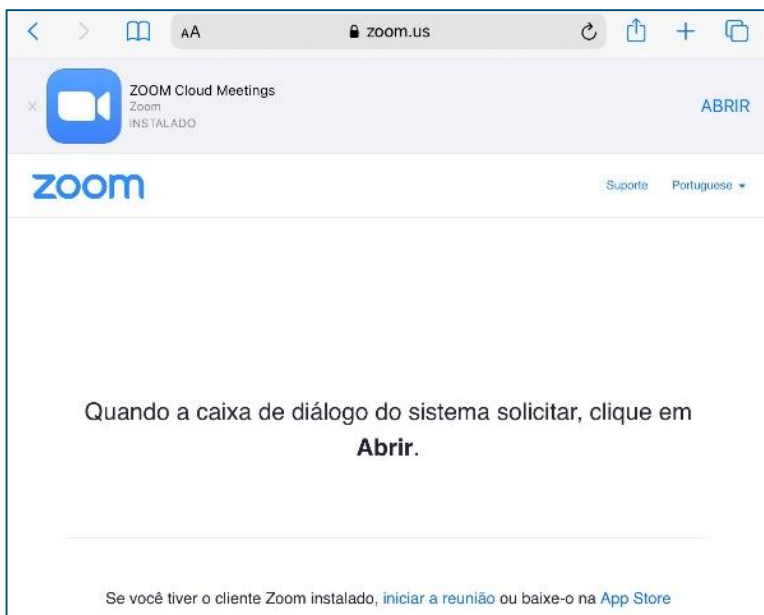 AA zoom.us
ZOOM Cloud Meetings
Zoom
INSTALADO
ABRIR
zoom
Suporte Portuguese
Quando a caixa de diálogo do sistema solicitar, clique em
Abrir.
Se você tiver o cliente Zoom instalado, iniciar a reunião ou baixe-o na App Store